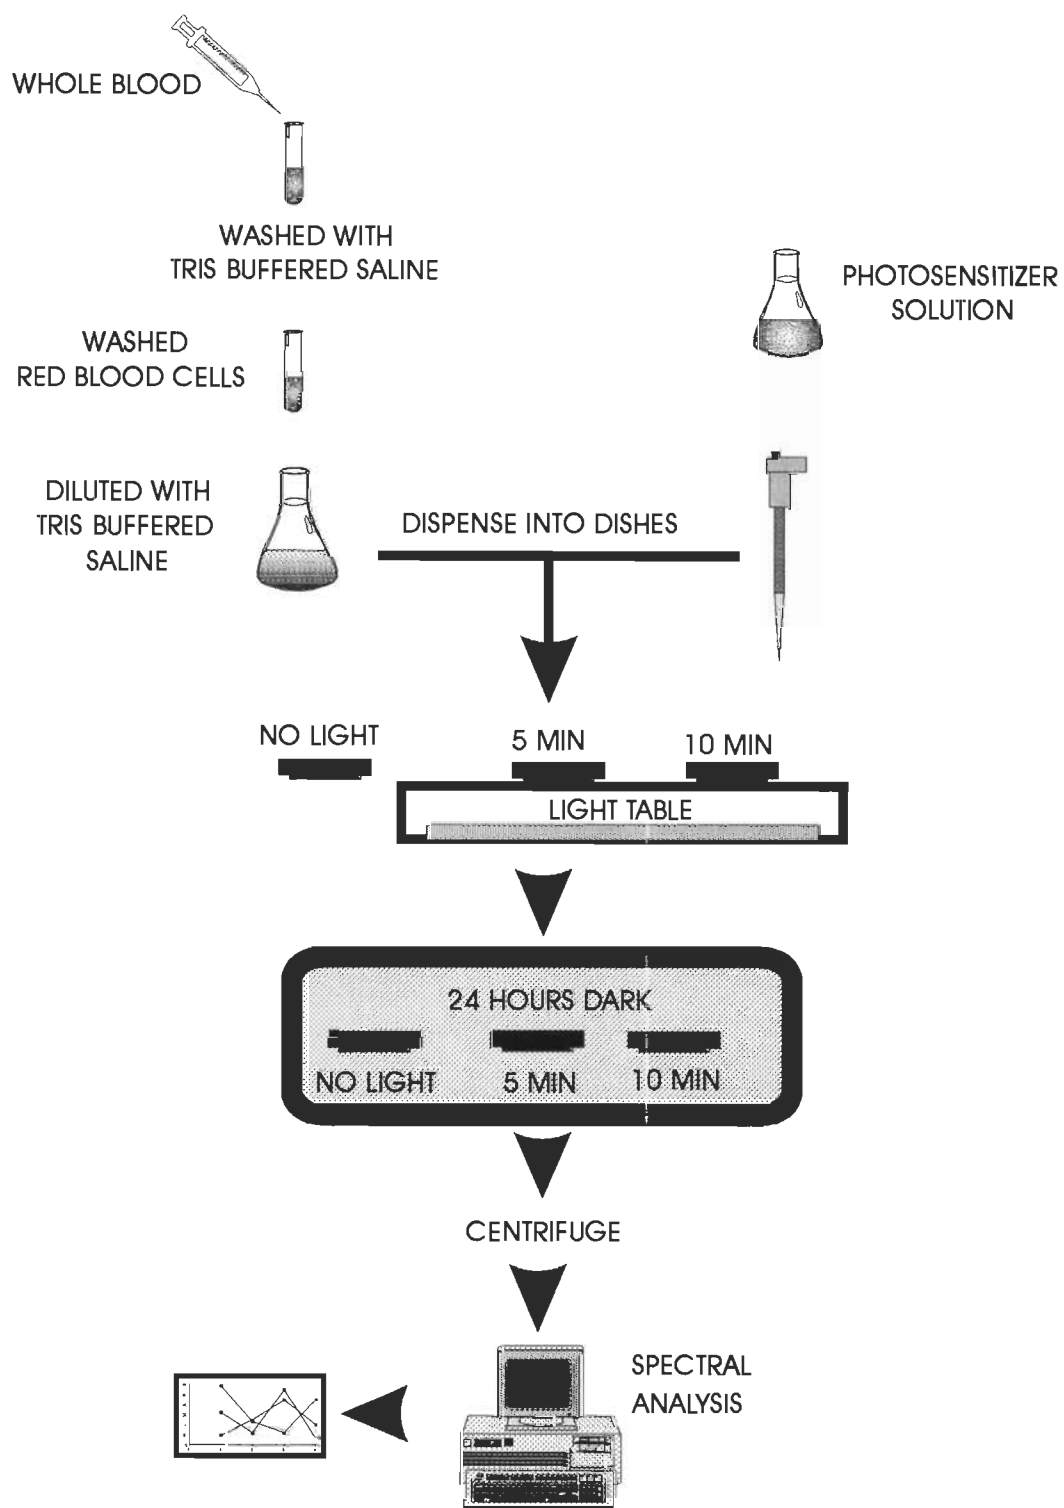 WHOLE BLOOD
WASHED WITH
TRIS BUFFERED SALINE
PHOTOSENSITIZER
SOLUTION
WASHED
RED BLOOD CELLS
DILUTED WITH
TRIS BUFFERED
SALINE
DISPENSE INTO DISHES
NO LIGHT
5 MIN
10 MIN
LIGHT TABLE
24 HOURS DARK
NO LIGHT
5 MIN
10 MIN
CENTRIFUGE
SPECTRAL
ANALYSIS